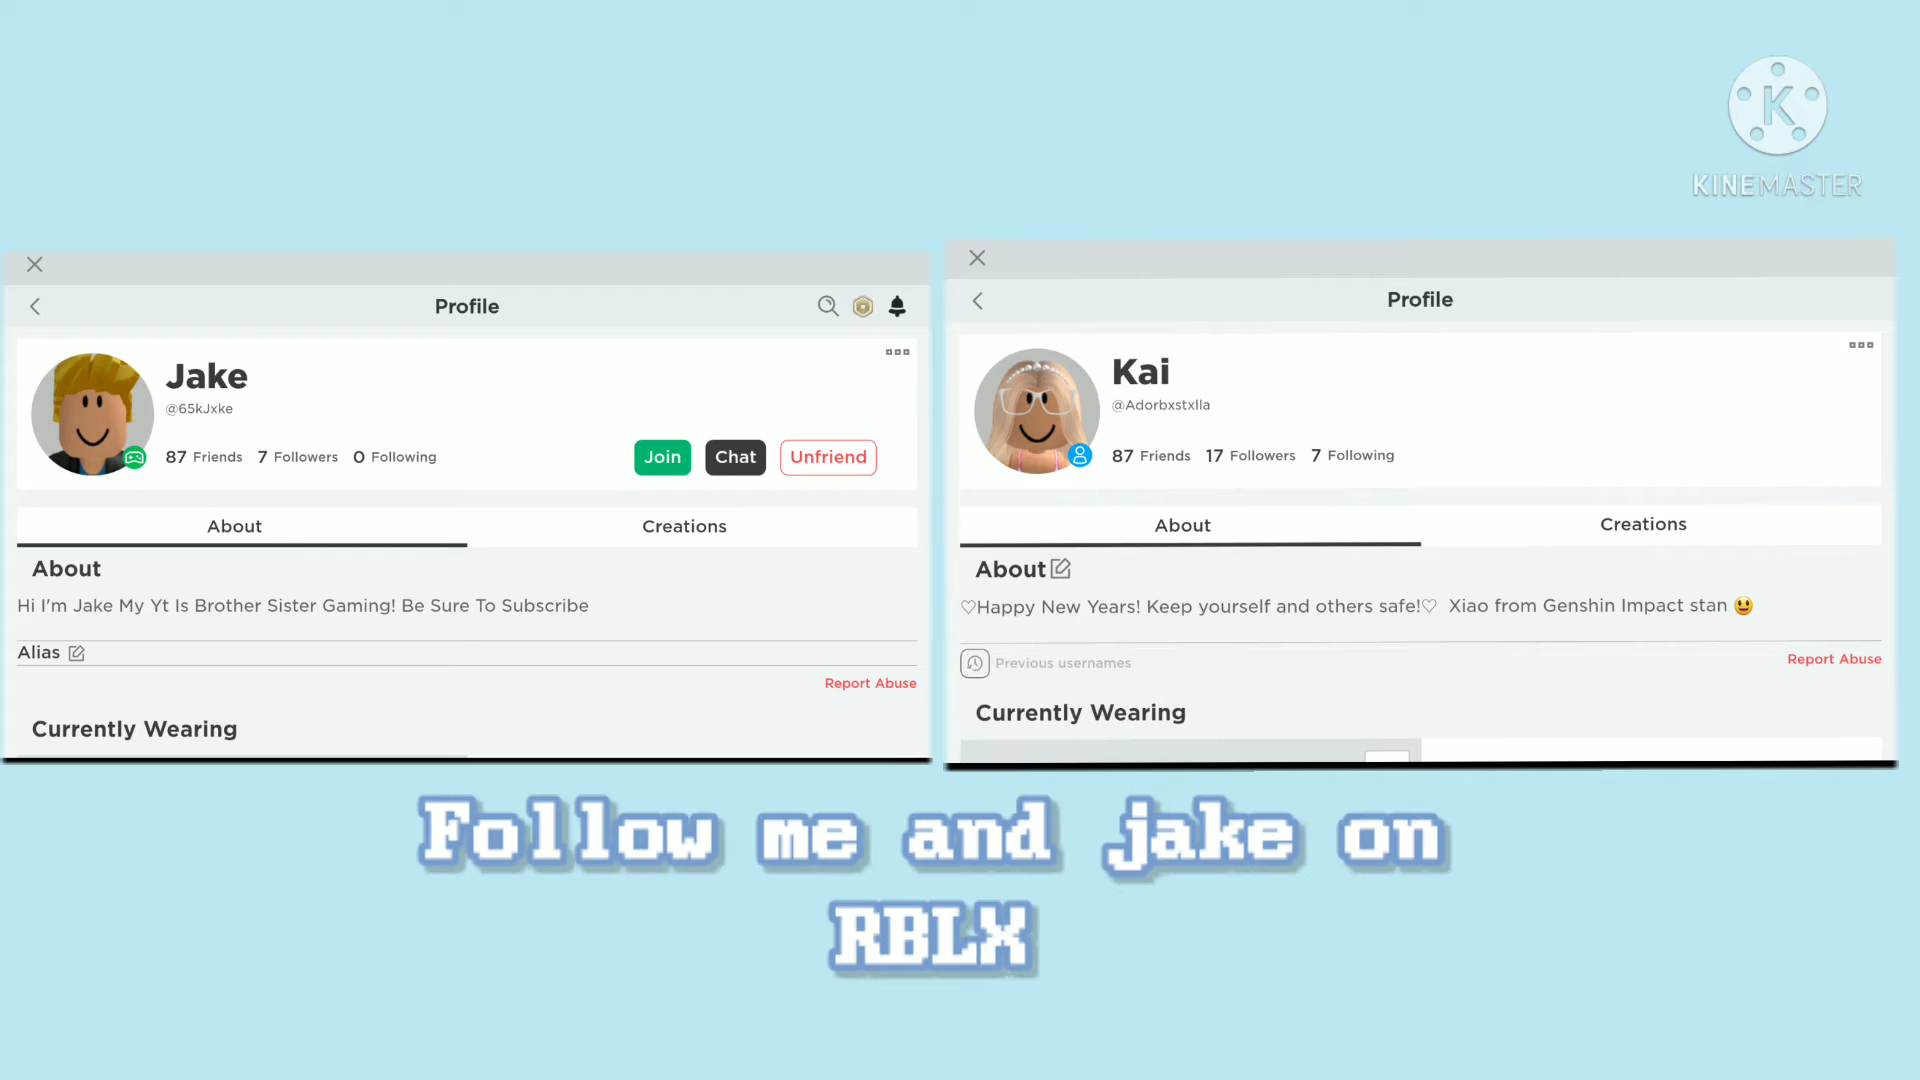 K
KINEMASTER
Profile
Jake
@65kJxke
87 Friends 7 Followers 0 Following
Join Chat Unfriend
About Creations
About
Hi I'm Jake My Yt Is Brother Sister Gaming! Be Sure To Subscribe
Alias
Report Abuse
Currently Wearing
Profile
Kai
@Adorbxstxlla
87 Friends 17 Followers 7 Following
About Creations
About
♡Happy New Years! Keep yourself and others safe!♡ Xiao from Genshin Impact stan 😃
Previous usernames
Report Abuse
Currently Wearing
Follow me and jake on
RBLX